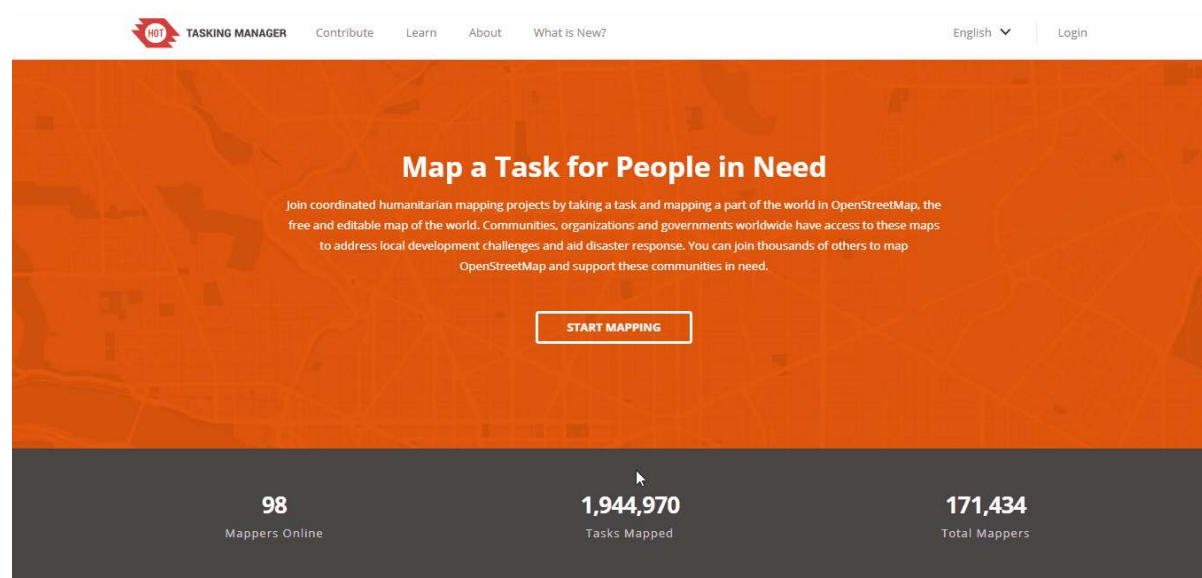 HOT TASKING MANAGER Contribute Learn About What is New? English Login
Map a Task for People in Need
Join coordinated humanitarian mapping projects by taking a task and mapping a part of the world in OpenStreetMap, the
free and editable map of the world. Communities, organizations and governments worldwide have access to these maps
to address local development challenges and aid disaster response. You can join thousands of others to map
OpenStreetMap and support these communities in need.
START MAPPING
98 1,944,970 171,434
Mappers Online Tasks Mapped Total Mappers